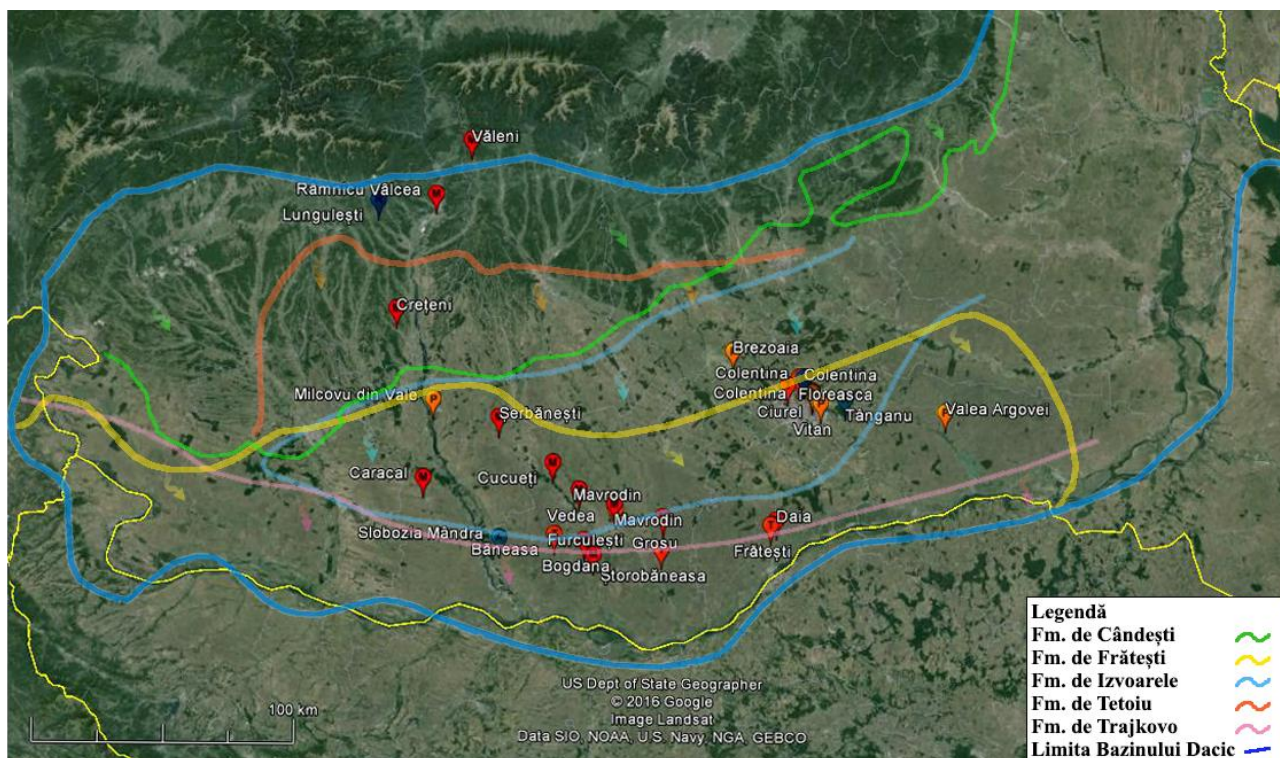 Văleni
Râmnicu Vâlcea
Lungulești
Crețeni
Brezoaia
Colentina Colentina
Colentina Floreasca
Ciurel Tânganu
Vitan
Valea Argovei
Milcovu din Vale
Șerbănești
Caracal
Cucueți
Mavrodin
Vedea
Mavrodin
Daia
Slobozia Mândra
Băneasa
Furculești
Grosu
Frătești
Bogdana
Ștorobăneasa
100 km
US Dept of State Geographer
© 2016 Google
Image Landsat
Data SIO, NOAA, U.S. Navy, NGA, GEBCO
Legendă
Fm. de Cândești
Fm. de Frătești
Fm. de Izvoarele
Fm. de Tetoiu
Fm. de Trajkovo
Limita Bazinului Dacic